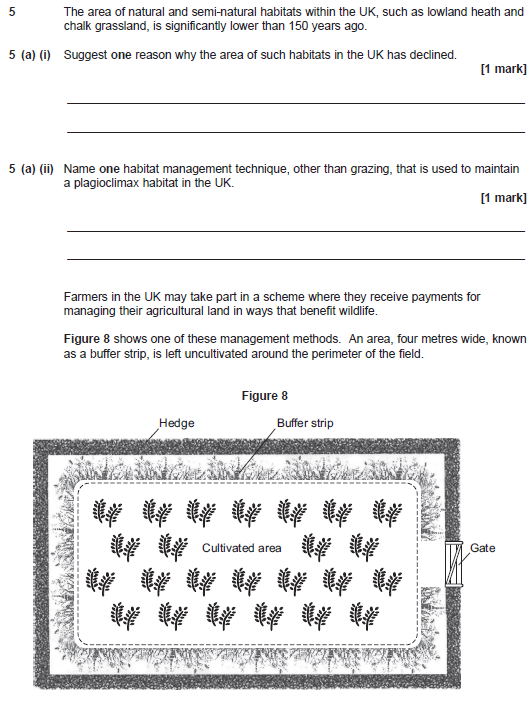 5 The area of natural and semi-natural habitats within the UK, such as lowland heath and
chalk grassland, is significantly lower than 150 years ago.
5 (a) (i) Suggest one reason why the area of such habitats in the UK has declined.
[1 mark]
5 (a) (ii) Name one habitat management technique, other than grazing, that is used to maintain
a plagioclimax habitat in the UK.
[1 mark]
Farmers in the UK may take part in a scheme where they receive payments for
managing their agricultural land in ways that benefit wildlife.
Figure 8 shows one of these management methods. An area, four metres wide, known
as a buffer strip, is left uncultivated around the perimeter of the field.
Figure 8
Hedge Buffer strip
Cultivated area
Gate